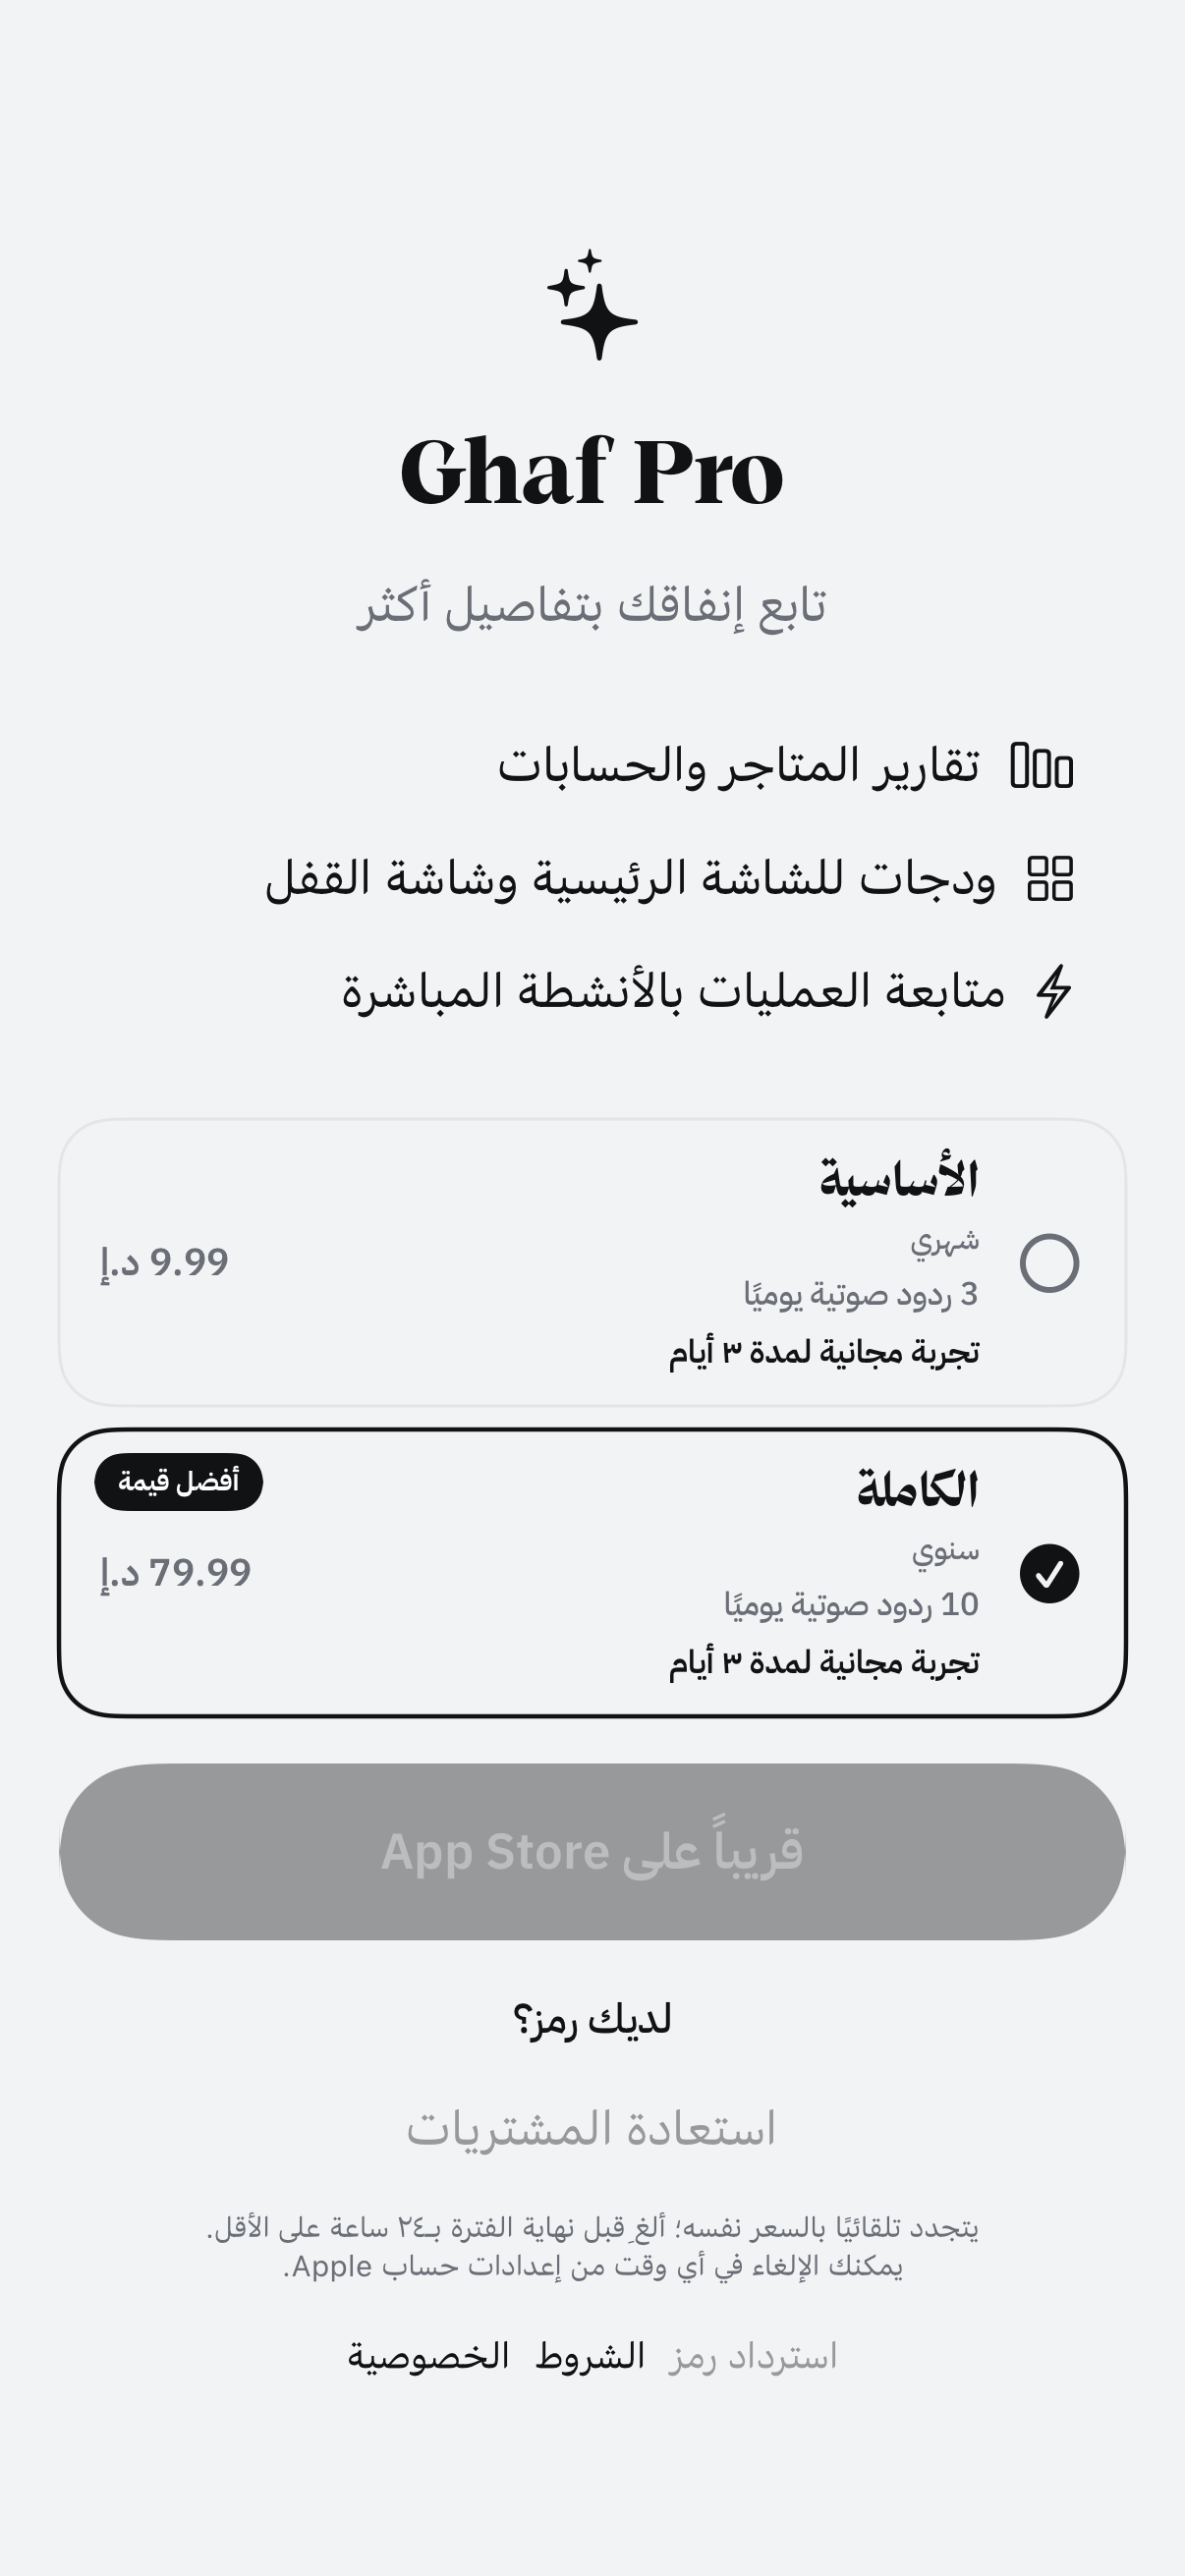 Ghaf Pro
تابع إنفاقك بتفاصيل أكثر
تقارير المتاجر والحسابات
ودجات للشاشة الرئيسية وشاشة القفل
متابعة العمليات بالأنشطة المباشرة
الأساسية
شهري
3 ردود صوتية يوميًا
تجربة مجانية لمدة ٣ أيام
9.99 د.إ
الكاملة
أفضل قيمة
سنوي
10 ردود صوتية يوميًا
تجربة مجانية لمدة ٣ أيام
79.99 د.إ
قريباً على App Store
لديك رمز؟
استعادة المشتريات
يتجدد تلقائيًا بالسعر نفسه؛ ألغِ قبل نهاية الفترة بـ٢٤ ساعة على الأقل.
يمكنك الإلغاء في أي وقت من إعدادات حساب Apple.
استرداد رمز الشروط الخصوصية